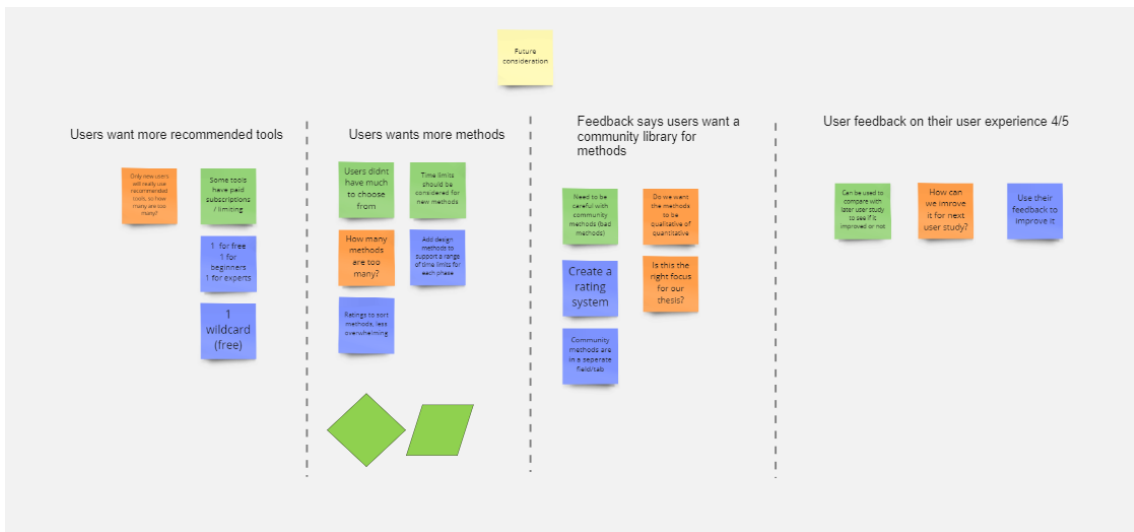 Future
consideration
Users want more recommended tools
Only new users
will really use
recommended
tools, so how
many are too
many?
Some tools
have paid
subscriptions
/ limiting
1 for free
1 for
beginners
1 for experts
1
wildcard
(free)
Users wants more methods
Users didnt
have much
to choose
from
Time limits
should be
considered for
new methods
How many
methods
are too
many?
Add design
methods to
support a range
of time limits for
each phase
Ratings to sort
methods, less
overwhelming
Feedback says users want a
community library for
methods
Need to be
careful with
community
methods (bad
methods)
Do we want
the methods
to be
qualitative of
quantitative
Create a
rating
system
Is this the
right focus
for our
thesis?
Community
methods are
in a seperate
field/tab
User feedback on their user experience 4/5
Can be used to
compare with
later user study
to see if it
improved or not
How can
we imrove
it for next
user study?
Use their
feedback to
improve it